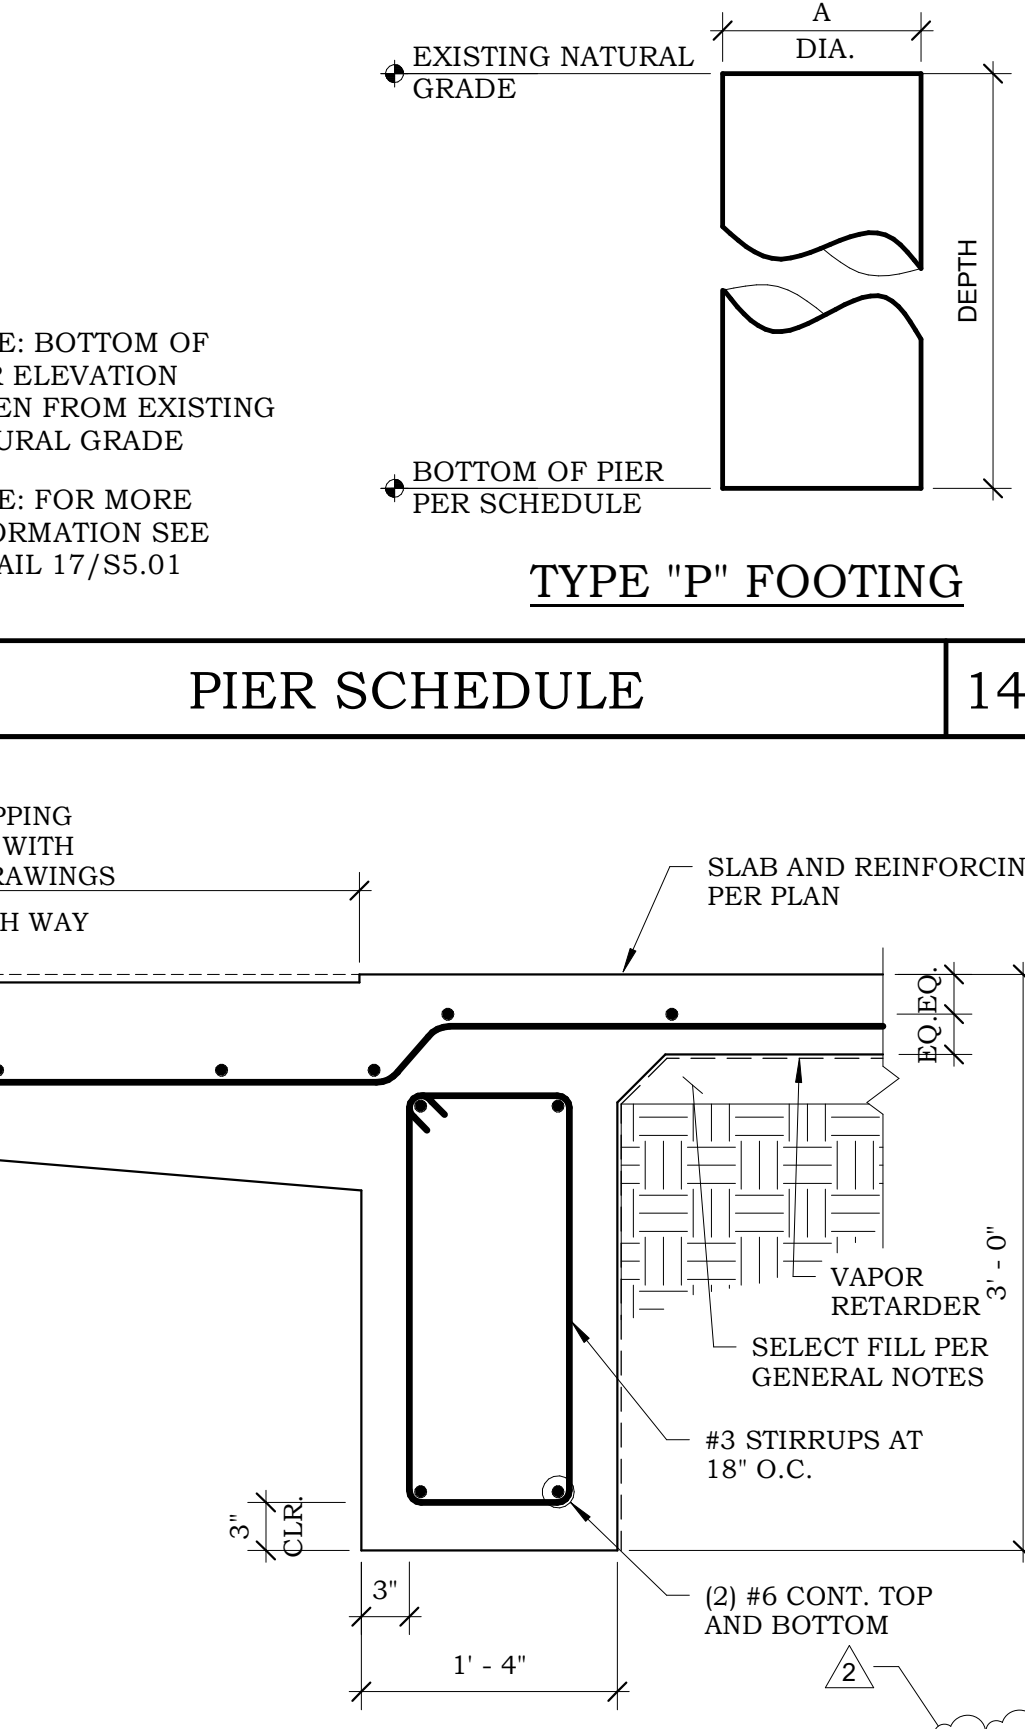 A
DIA.
EXISTING NATURAL
GRADE
DEPTH
E: BOTTOM OF
R ELEVATION
EN FROM EXISTING
URAL GRADE
BOTTOM OF PIER
PER SCHEDULE
E: FOR MORE
ORMATION SEE
AIL 17/S5.01
TYPE "P" FOOTING
PIER SCHEDULE
14
PPING
WITH
RAWINGS
H WAY
SLAB AND REINFORCIN
PER PLAN
EQ.
EQ.
3' - 0"
VAPOR
RETARDER
SELECT FILL PER
GENERAL NOTES
#3 STIRRUPS AT
18" O.C.
3"
CLR.
3"
(2) #6 CONT. TOP
AND BOTTOM
1' - 4"
2